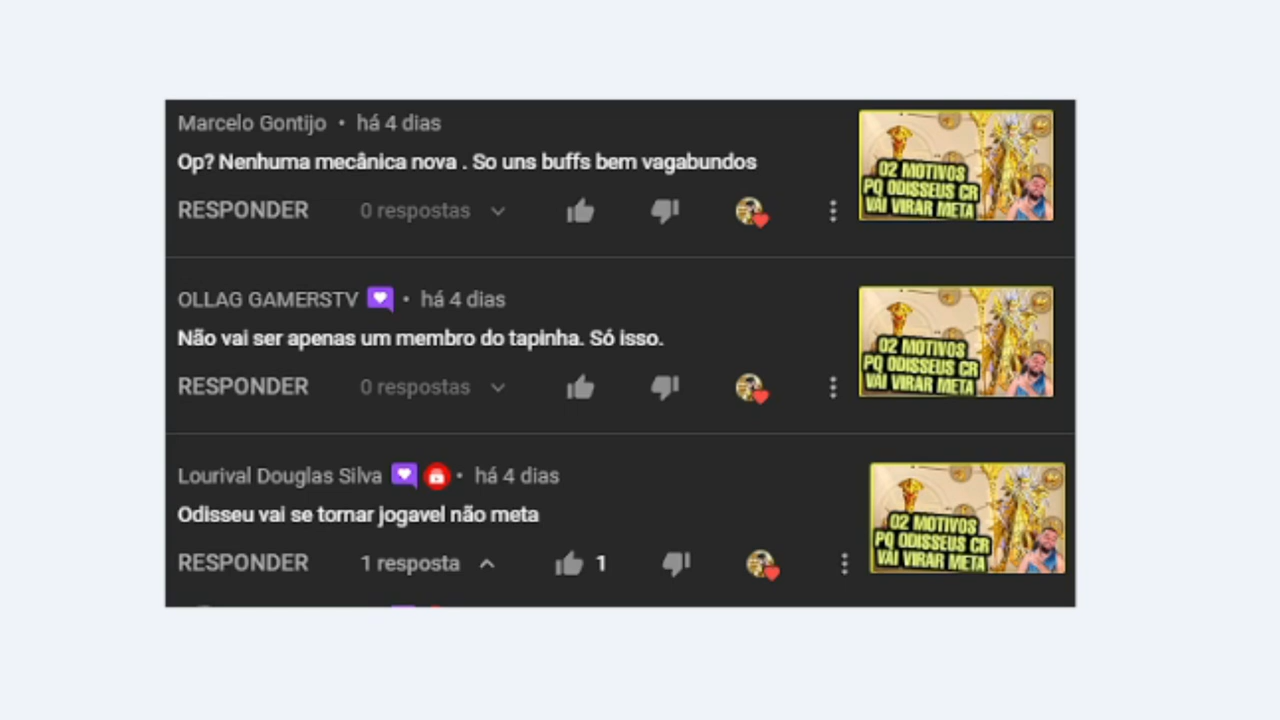 Marcelo Gontijo • há 4 dias
Op? Nenhuma mecânica nova . So uns buffs bem vagabundos
RESPONDER 0 respostas
02 MOTIVOS
PQ ODISSEUS CR
VAI VIRAR META
OLLAG GAMERSTV • há 4 dias
Não vai ser apenas um membro do tapinha. Só isso.
RESPONDER 0 respostas
02 MOTIVOS
PQ ODISSEUS CR
VAI VIRAR META
Lourival Douglas Silva • há 4 dias
Odisseu vai se tornar jogavel não meta
RESPONDER 1 resposta 1
02 MOTIVOS
PQ ODISSEUS CR
VAI VIRAR META